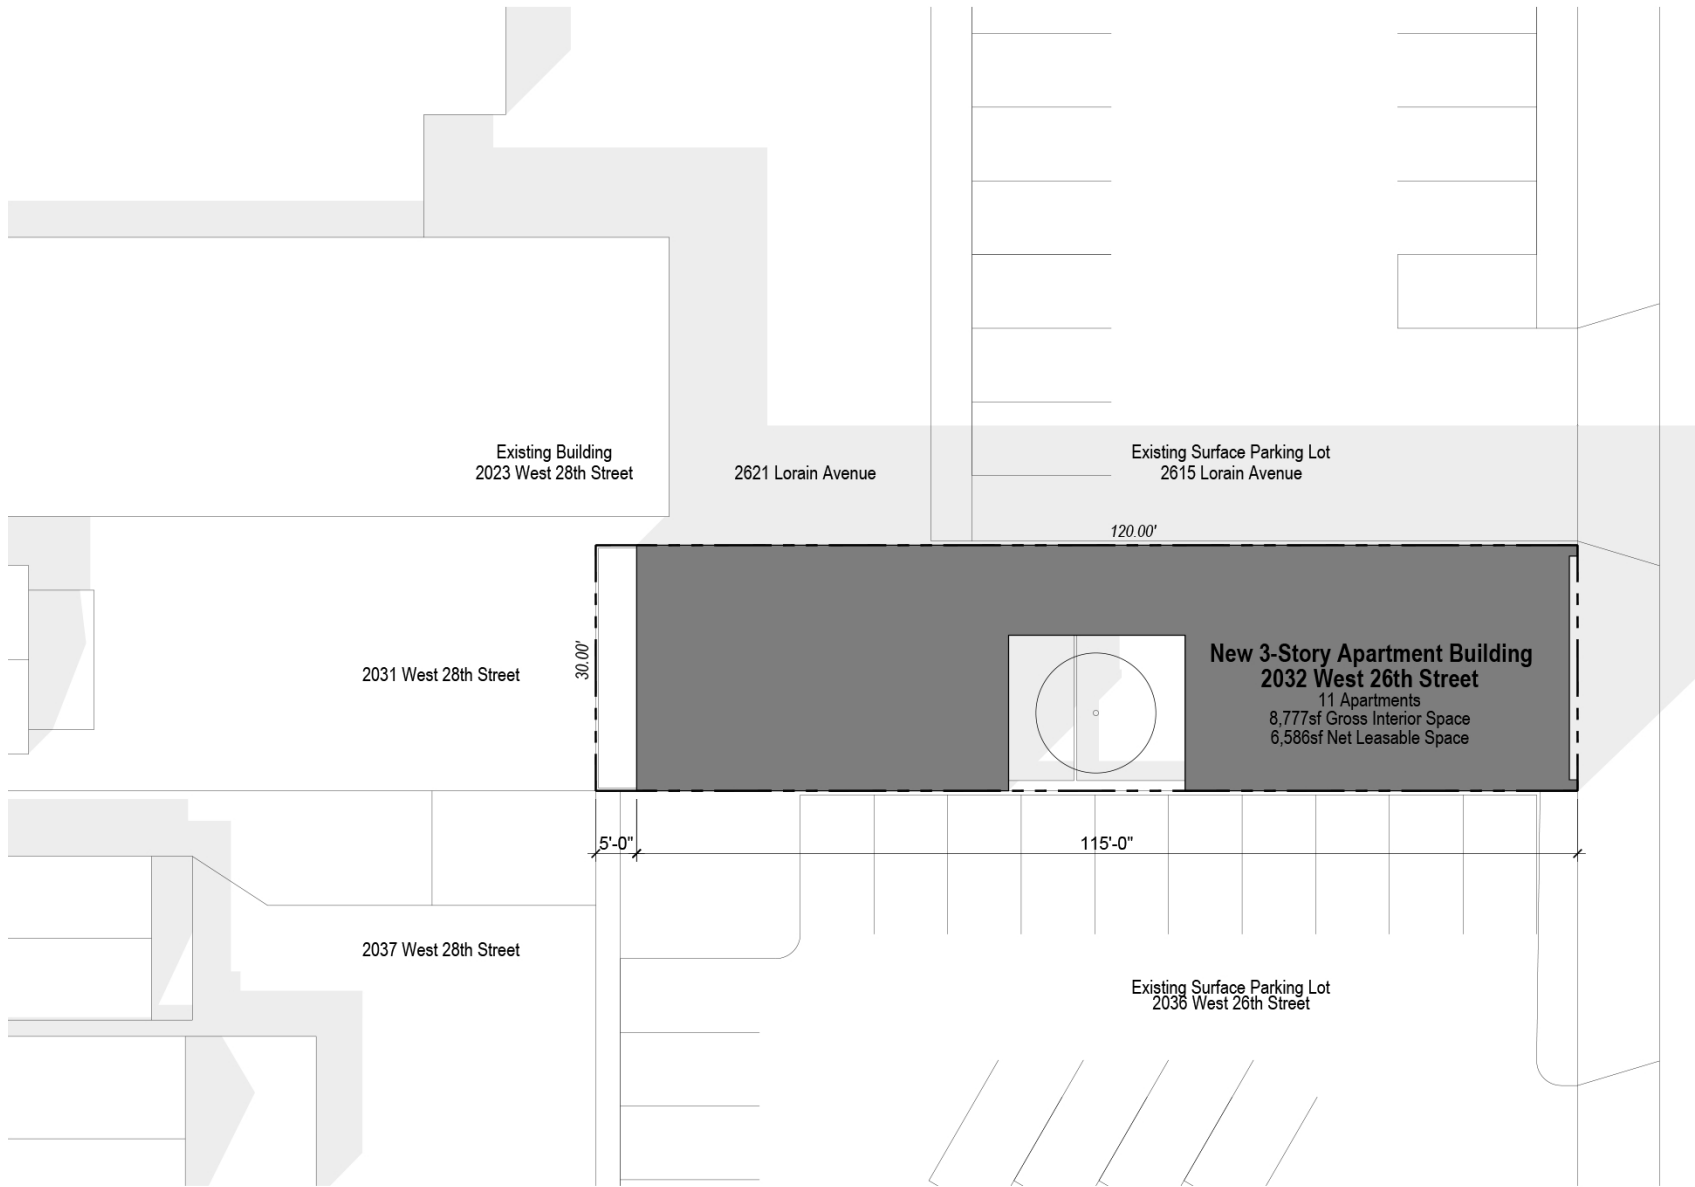 Existing Building
2023 West 28th Street
2621 Lorain Avenue
Existing Surface Parking Lot
2615 Lorain Avenue
120.00'
30.00'
2031 West 28th Street
New 3-Story Apartment Building
2032 West 26th Street
11 Apartments
8,777sf Gross Interior Space
6,586sf Net Leasable Space
5'-0"
115'-0"
2037 West 28th Street
Existing Surface Parking Lot
2036 West 26th Street